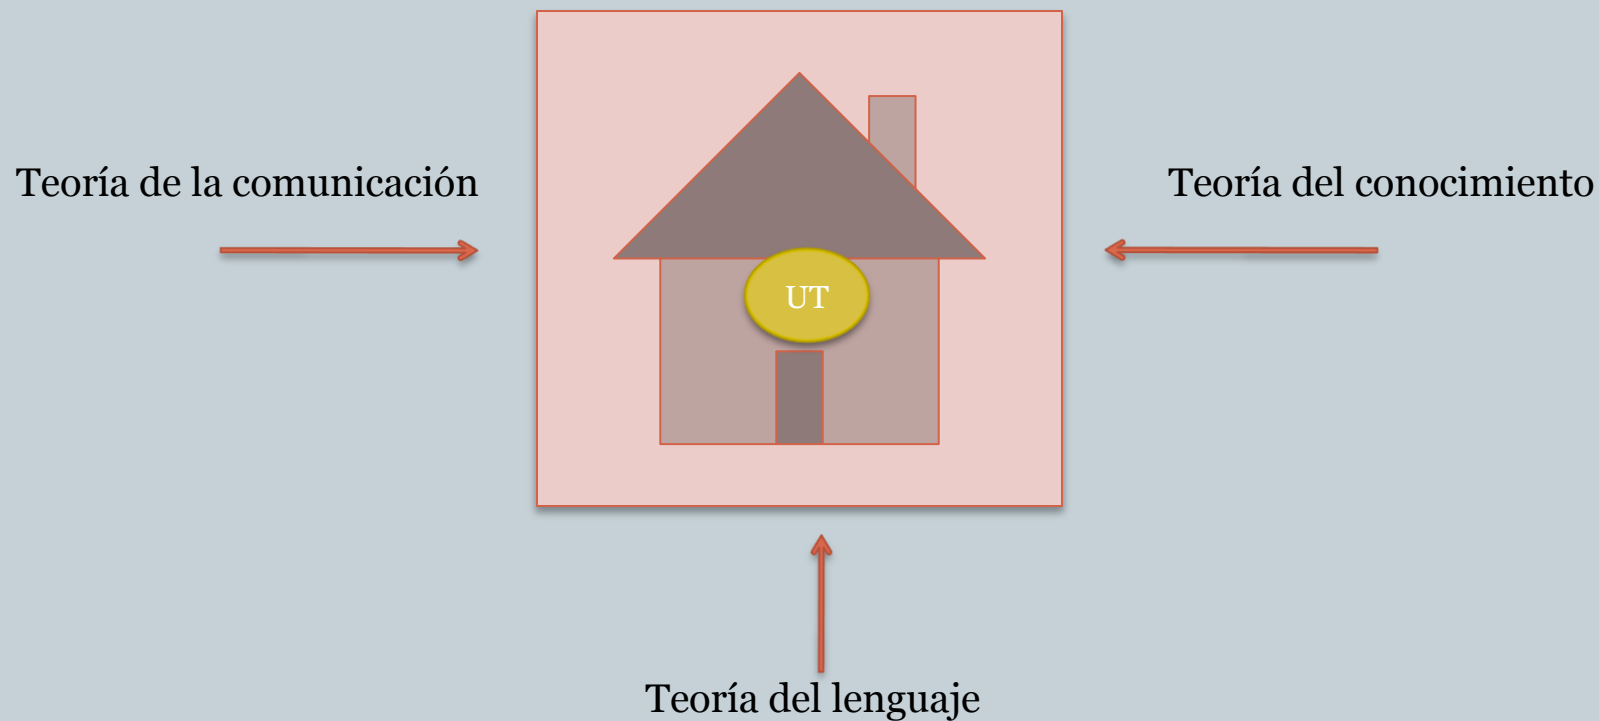 Teoría de la comunicación
Teoría del conocimiento
UT
Teoría del lenguaje